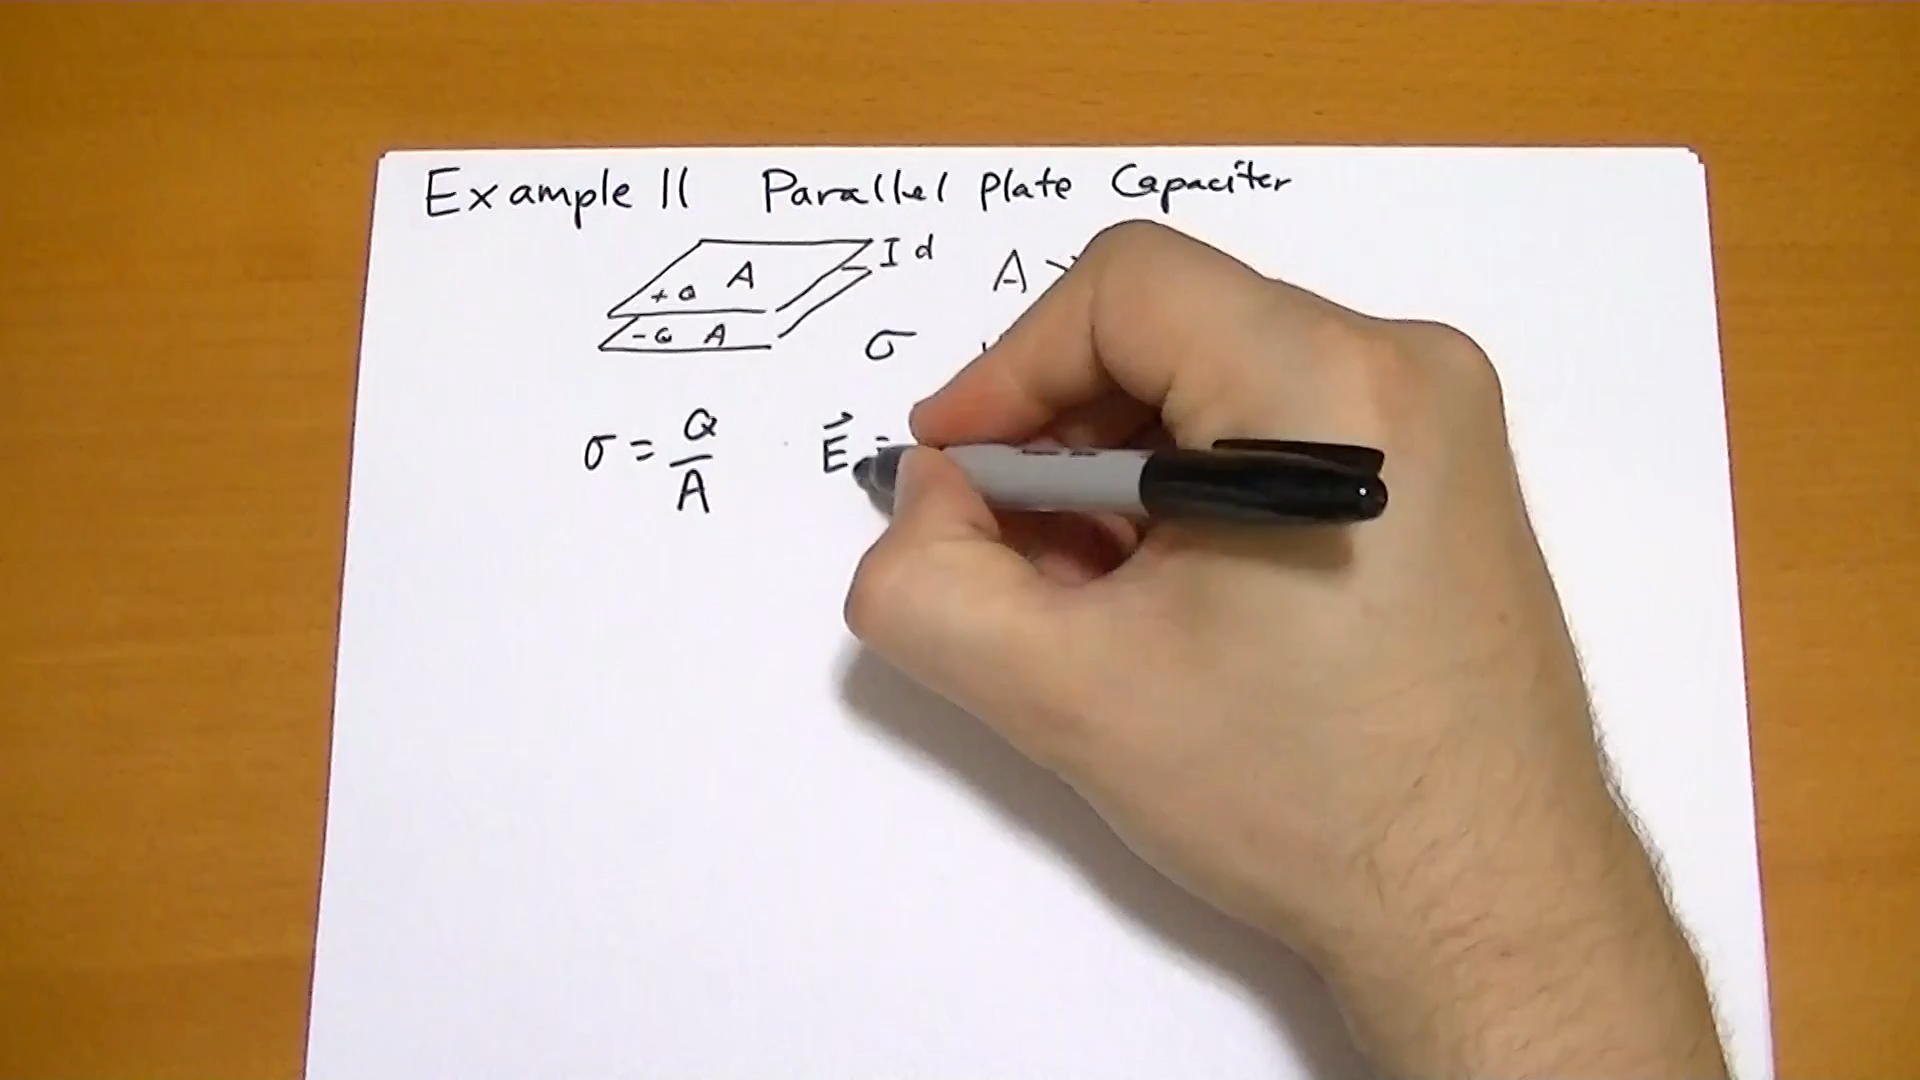 Example 11 Parallel Plate Capaciter
+Q A I d A >
-Q A σ
σ = Q/A E⃗ =